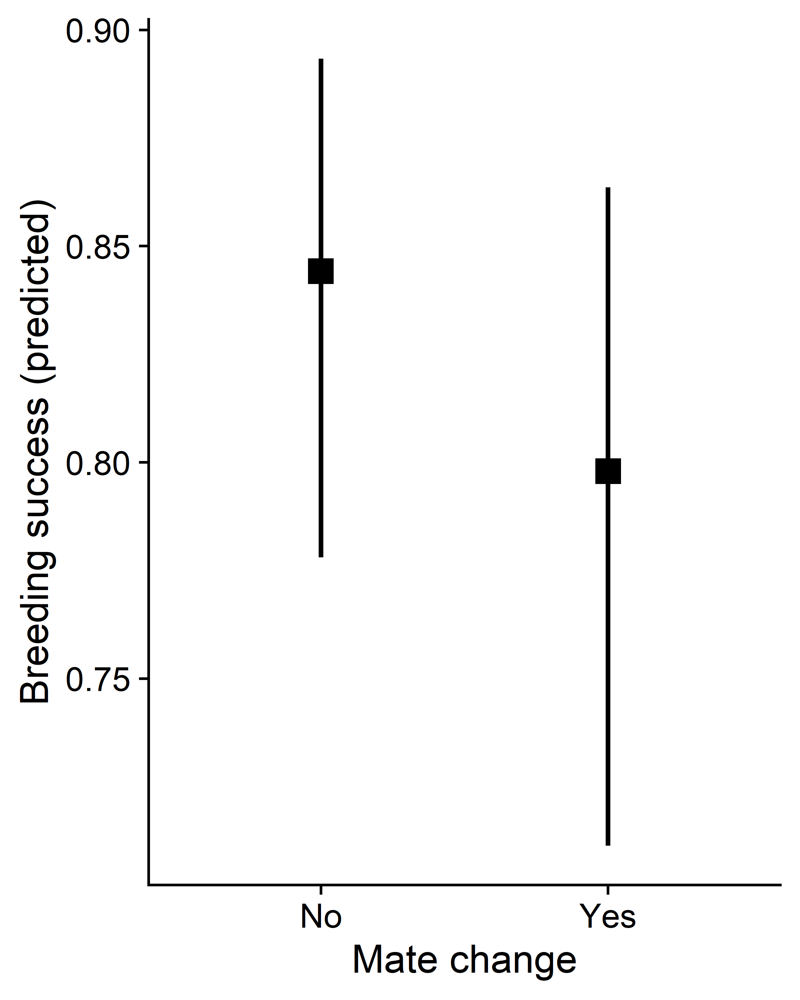 Breeding success (predicted)
0.90
0.85
0.80
0.75
No Yes
Mate change